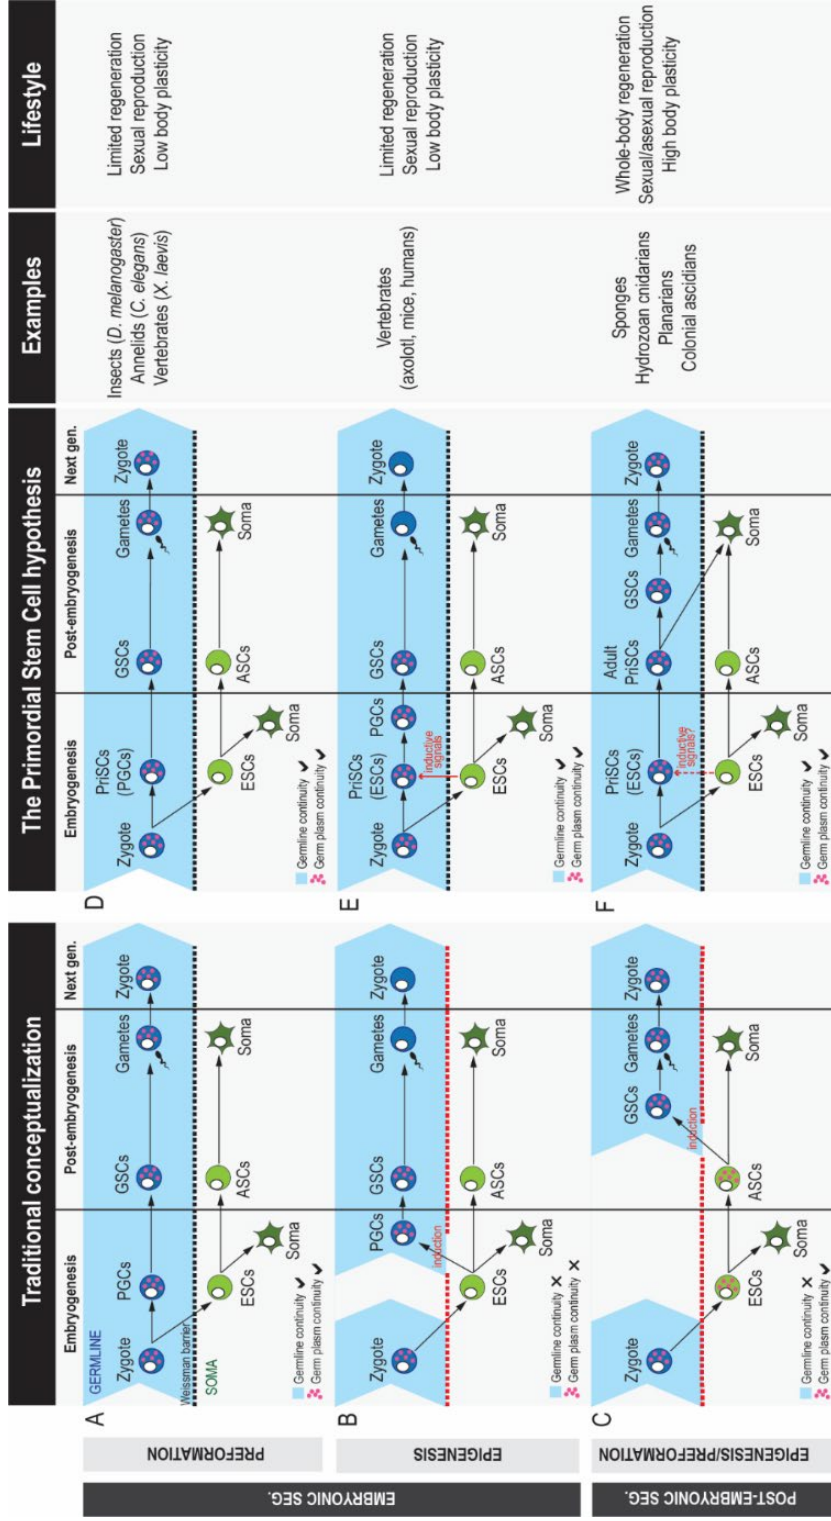 Traditional conceptualization
The Primordial Stem Cell hypothesis
Examples
Lifestyle
EMBRYONIC SEG.
POST-EMBRYONIC SEG.
PREFORMATION
EPIGENESIS
EPIGENESIS/PREFORMATION
Embryogenesis
Post-embryogenesis
Next gen.
Embryogenesis
Post-embryogenesis
Next gen.
A
GERMLINE
Zygote
PGCs
GSCs
Gametes
Zygote
Weissman barrier
SOMA
ESCs
Soma
ASCs
Soma
Germline continuity ✓
Germ plasm continuity ✓
D
Zygote
PriSCs
(PGCs)
GSCs
Gametes
Zygote
ESCs
Soma
ASCs
Soma
Germline continuity ✓
Germ plasm continuity ✓
Insects (D. melanogaster)
Annelids (C. elegans)
Vertebrates (X. laevis)
Limited regeneration
Sexual reproduction
Low body plasticity
B
Zygote
PGCs
GSCs
Gametes
Zygote
induction
ESCs
Soma
ASCs
Soma
Germline continuity ✕
Germ plasm continuity ✕
E
Zygote
PriSCs
(ESCs)
PGCs
GSCs
Gametes
Zygote
inductive
signals
ESCs
Soma
ASCs
Soma
Germline continuity ✓
Germ plasm continuity ✓
Vertebrates
(axolotl, mice, humans)
Limited regeneration
Sexual reproduction
Low body plasticity
C
Zygote
GSCs
Gametes
Zygote
induction
ESCs
Soma
ASCs
Soma
Germline continuity ✕
Germ plasm continuity ✓
F
Zygote
PriSCs
(ESCs)
Adult
PriSCs
GSCs
Gametes
Zygote
inductive
signals?
ESCs
Soma
ASCs
Soma
Germline continuity ✓
Germ plasm continuity ✓
Sponges
Hydrozoan cnidarians
Planarians
Colonial ascidians
Whole-body regeneration
Sexual/asexual reproduction
High body plasticity